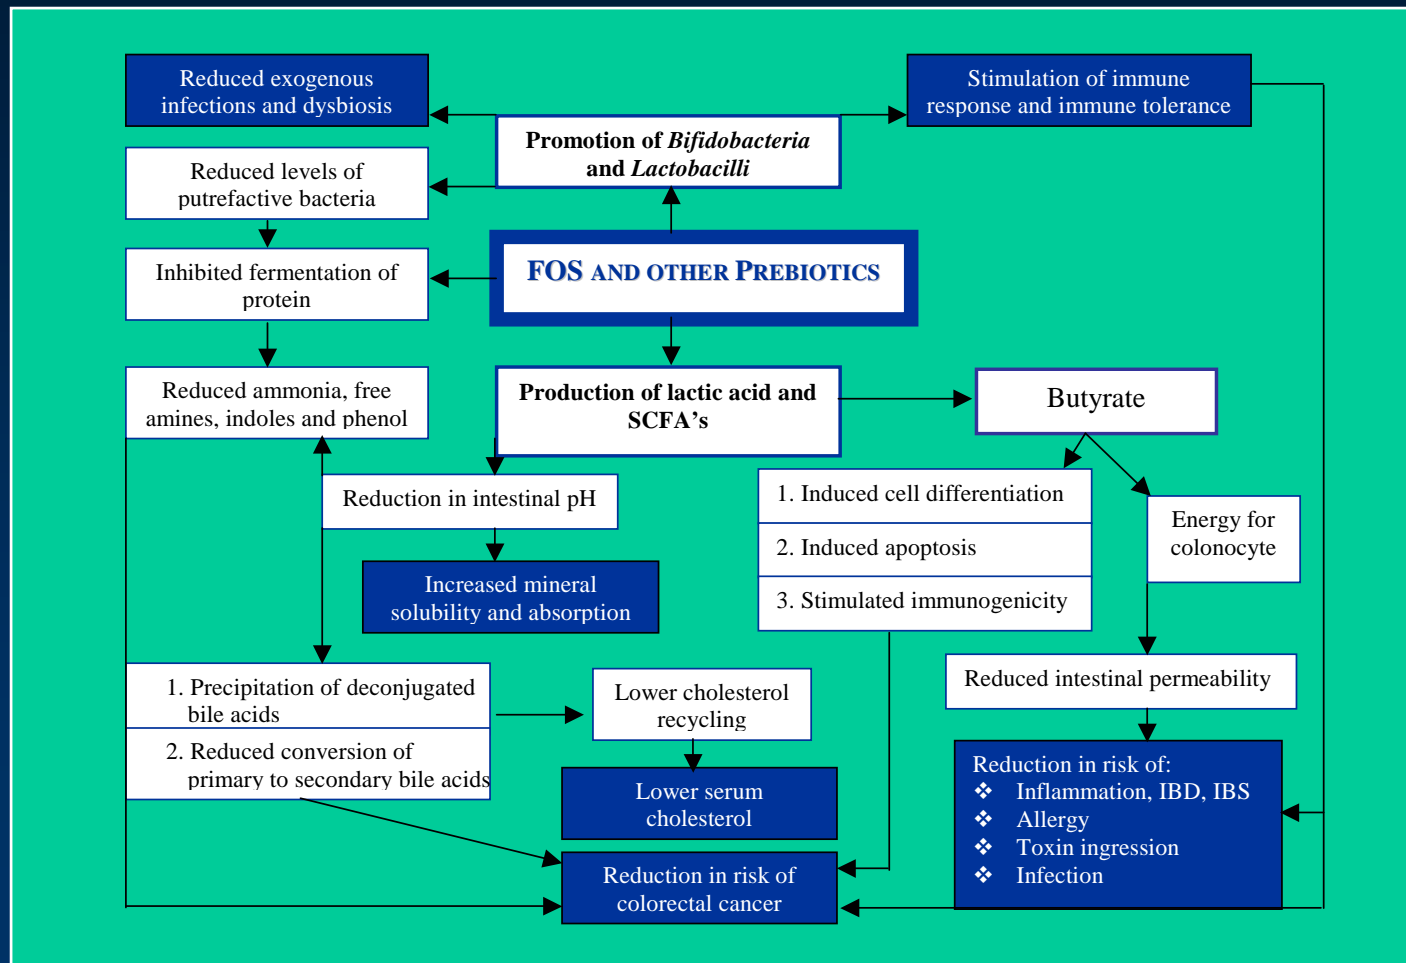 Reduced exogenous
infections and dysbiosis
Stimulation of immune
response and immune tolerance
Promotion of Bifidobacteria
and Lactobacilli
Reduced levels of
putrefactive bacteria
Inhibited fermentation of
protein
FOS AND OTHER PREBIOTICS
Reduced ammonia, free
amines, indoles and phenol
Production of lactic acid and
SCFA's
Butyrate
Reduction in intestinal pH
1. Induced cell differentiation
2. Induced apoptosis
3. Stimulated immunogenicity
Energy for
colonocyte
Increased mineral
solubility and absorption
1. Precipitation of deconjugated
bile acids
2. Reduced conversion of
primary to secondary bile acids
Lower cholesterol
recycling
Reduced intestinal permeability
Lower serum
cholesterol
Reduction in risk of:
❖ Inflammation, IBD, IBS
❖ Allergy
❖ Toxin ingression
❖ Infection
Reduction in risk of
colorectal cancer